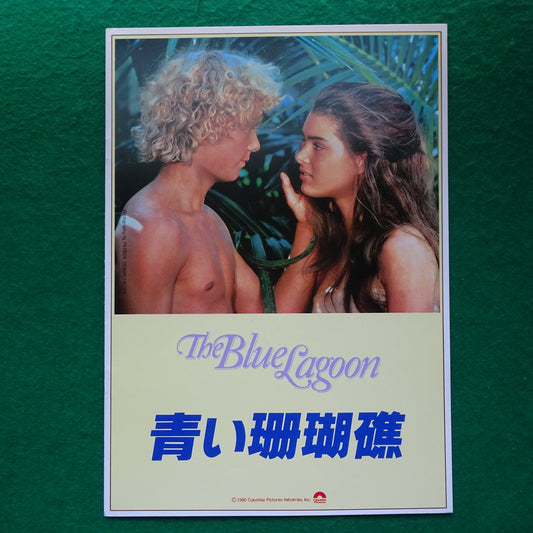 The Blue Lagoon
青い珊瑚礁
©1980 Columbia Pictures Industries, Inc.